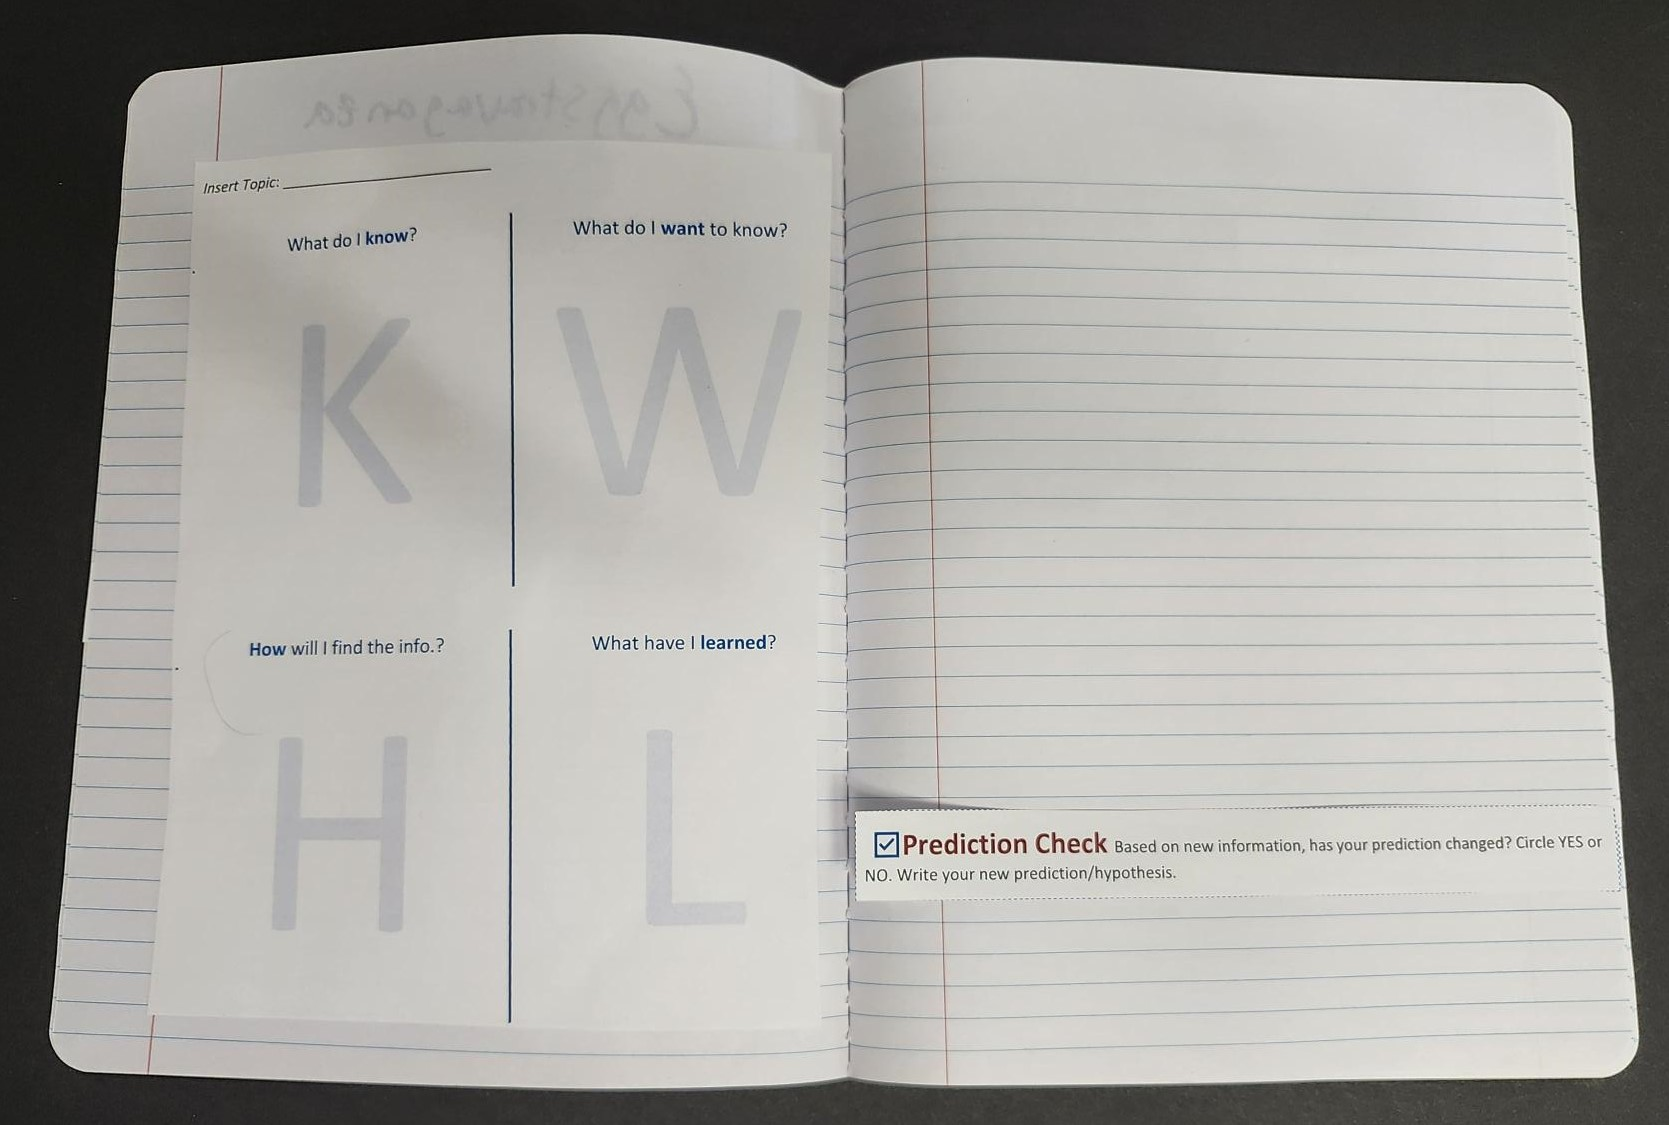 Eggstravaganza
Insert Topic:
What do I know?
What do I want to know?
K
W
How will I find the info.?
What have I learned?
H
L
Prediction Check Based on new information, has your prediction changed? Circle YES or
NO. Write your new prediction/hypothesis.